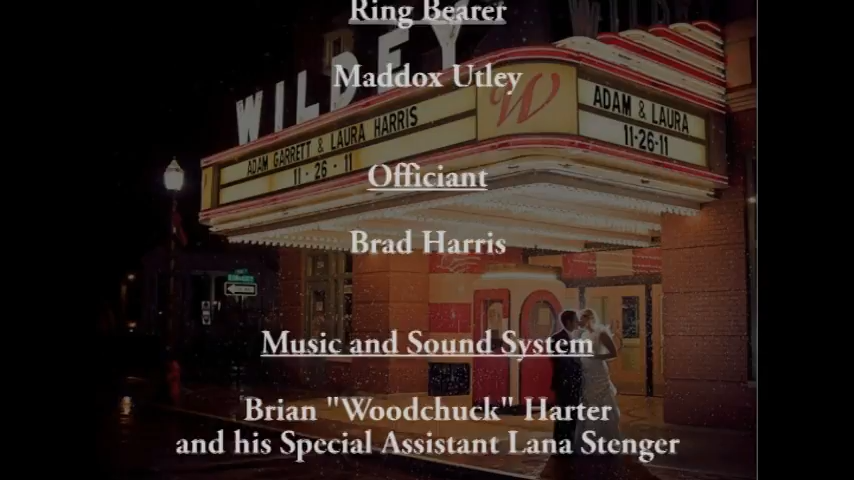 Ring Bearer
WILDEY
Maddox Utley
W
ADAM & LAURA
11-26-11
ADAM GARRETT & LAURA HARRIS
11 - 26 - 11
Officiant
Brad Harris
Music and Sound System
Brian "Woodchuck" Harter
and his Special Assistant Lana Stenger